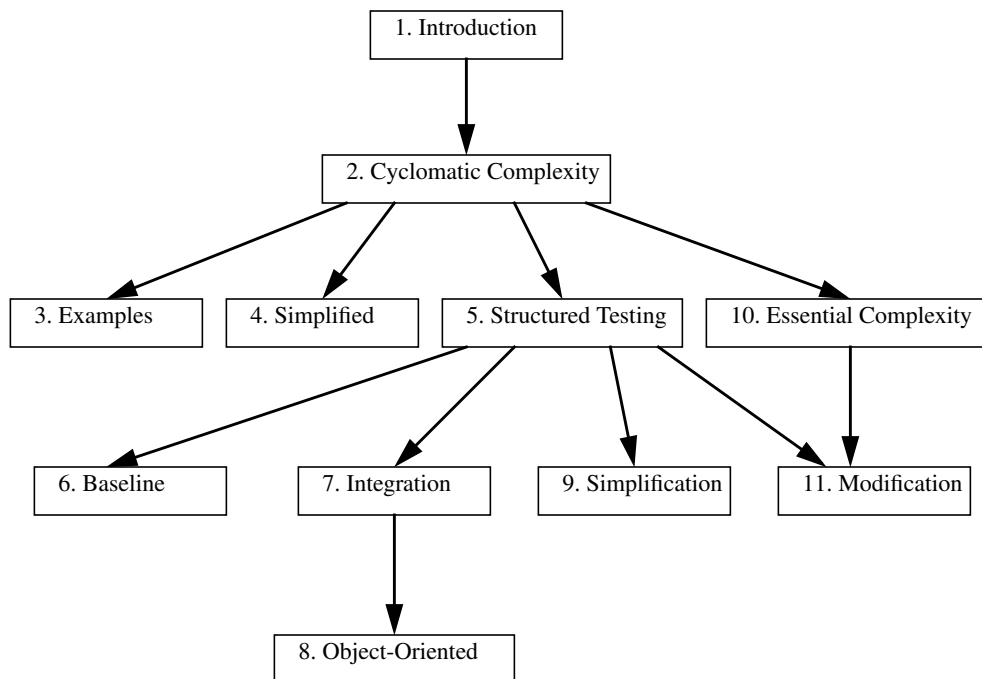 1. Introduction
2. Cyclomatic Complexity
3. Examples
4. Simplified
5. Structured Testing
10. Essential Complexity
6. Baseline
7. Integration
9. Simplification
11. Modification
8. Object-Oriented